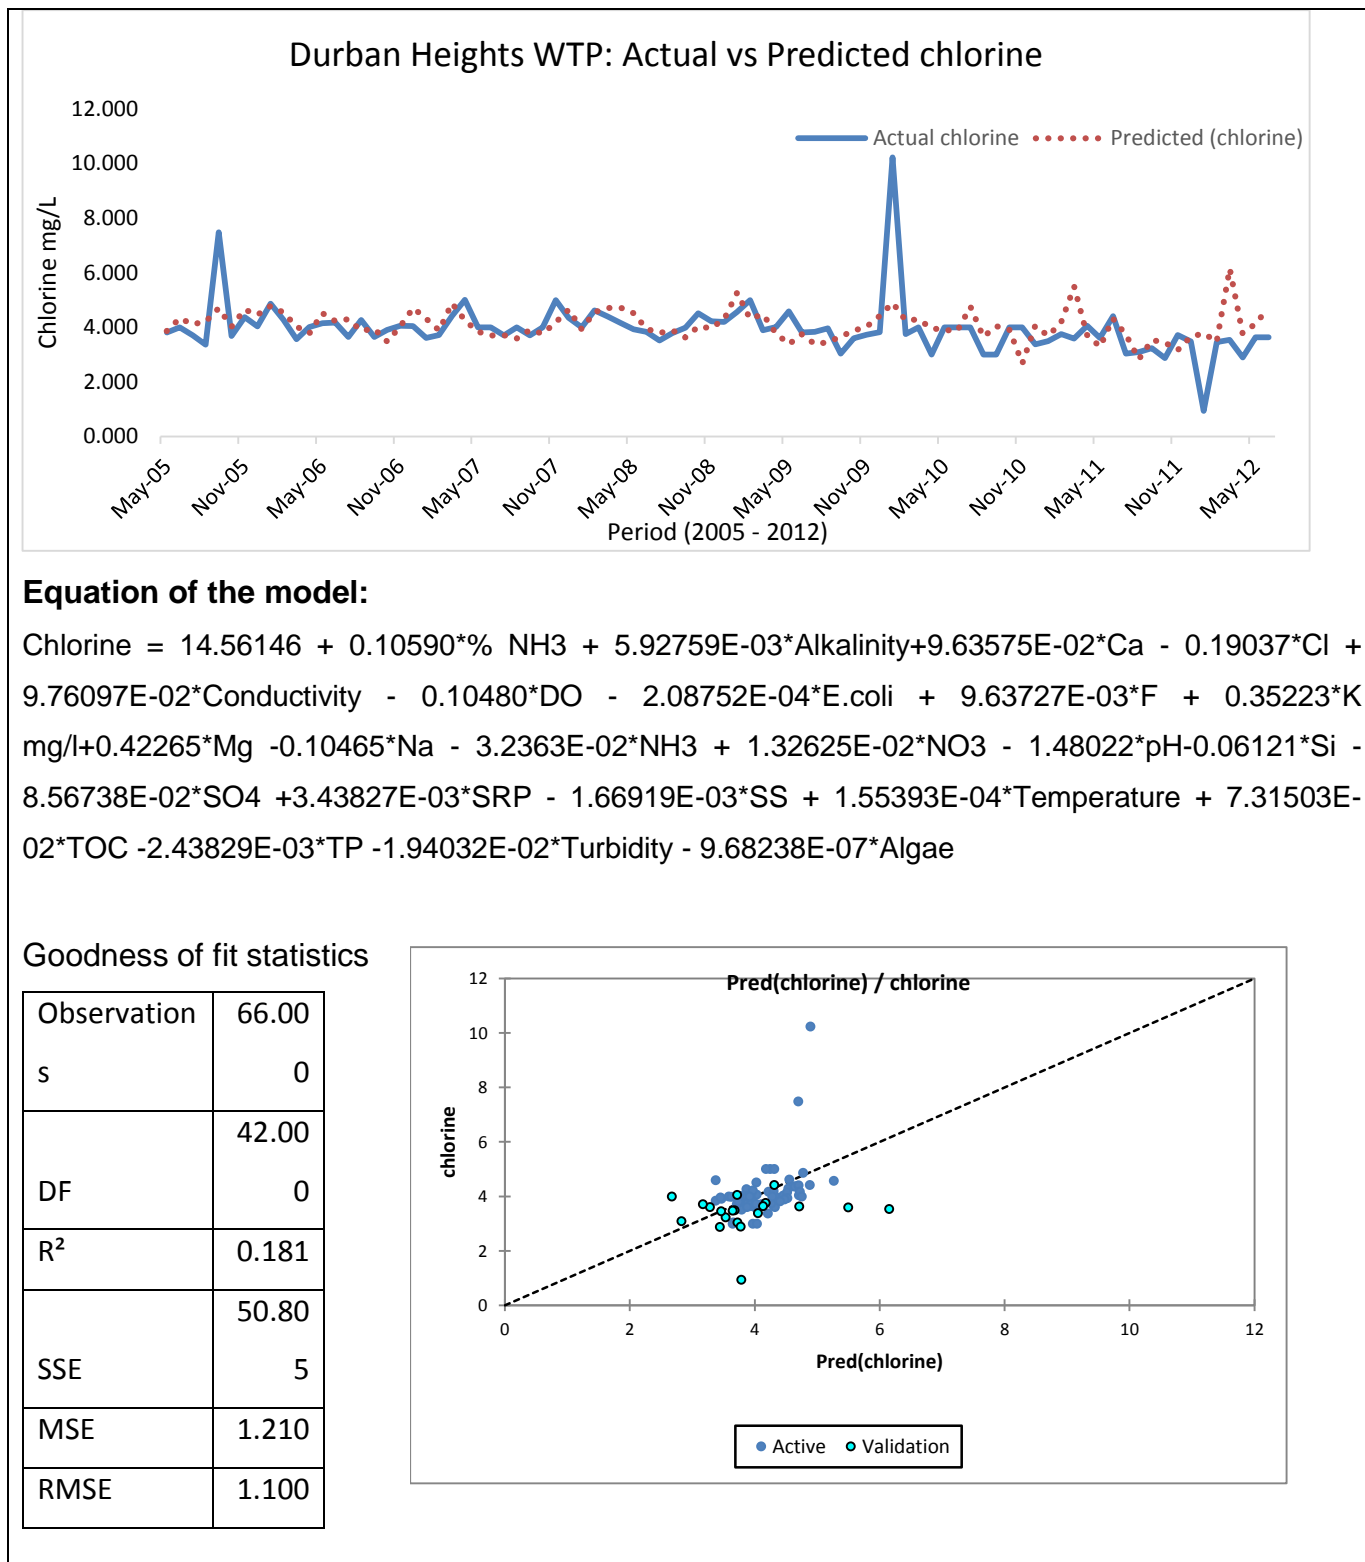 Durban Heights WTP: Actual vs Predicted chlorine
12.000
10.000
8.000
6.000
4.000
2.000
0.000
Chlorine mg/L
Actual chlorine
Predicted (chlorine)
May-05
Nov-05
May-06
Nov-06
May-07
Nov-07
May-08
Nov-08
May-09
Nov-09
May-10
Nov-10
May-11
Nov-11
May-12
Period (2005 - 2012)
Equation of the model:
Chlorine = 14.56146 + 0.10590*% NH3 + 5.92759E-03*Alkalinity+9.63575E-02*Ca - 0.19037*Cl +
9.76097E-02*Conductivity - 0.10480*DO - 2.08752E-04*E.coli + 9.63727E-03*F + 0.35223*K
mg/l+0.42265*Mg -0.10465*Na - 3.2363E-02*NH3 + 1.32625E-02*NO3 - 1.48022*pH-0.06121*Si -
8.56738E-02*SO4 +3.43827E-03*SRP - 1.66919E-03*SS + 1.55393E-04*Temperature + 7.31503E-
02*TOC -2.43829E-03*TP -1.94032E-02*Turbidity - 9.68238E-07*Algae
Goodness of fit statistics
Observation 66.00
s 0
42.00
DF 0
R² 0.181
50.80
SSE 5
MSE 1.210
RMSE 1.100
Pred(chlorine) / chlorine
12
10
8
6
4
2
0
chlorine
0 2 4 6 8 10 12
Pred(chlorine)
Active Validation